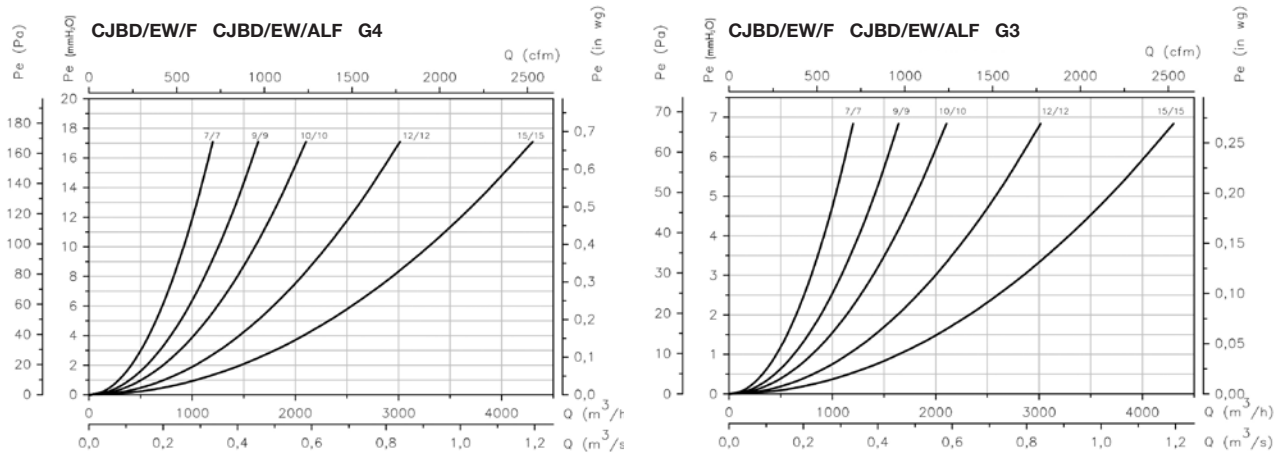 CJBD/EW/F CJBD/EW/ALF G4
Pe (Pa)
Pe (mmH2O)
Q (cfm)
Pe (in wg)
0 500 1000 1500 2000 2500
20
18
16
14
12
10
8
6
4
2
0
180
160
140
120
100
80
60
40
20
0
7/7 9/9 10/10 12/12 15/15
0,7
0,6
0,5
0,4
0,3
0,2
0,1
0,0
0 1000 2000 3000 4000 Q (m3/h
0,0 0,2 0,4 0,6 0,8 1,0 1,2 Q (m3/s
CJBD/EW/F CJBD/EW/ALF G3
Pe (Pa)
Pe (mmH2O)
Q (cfm)
Pe (in wg)
0 500 1000 1500 2000 2500
70
60
50
40
30
20
10
0
7
6
5
4
3
2
1
0
7/7 9/9 10/10 12/12 15/15
0,25
0,20
0,15
0,10
0,05
0,00
0 1000 2000 3000 4000 Q (m3/h)
0,0 0,2 0,4 0,6 0,8 1,0 1,2 Q (m3/s)